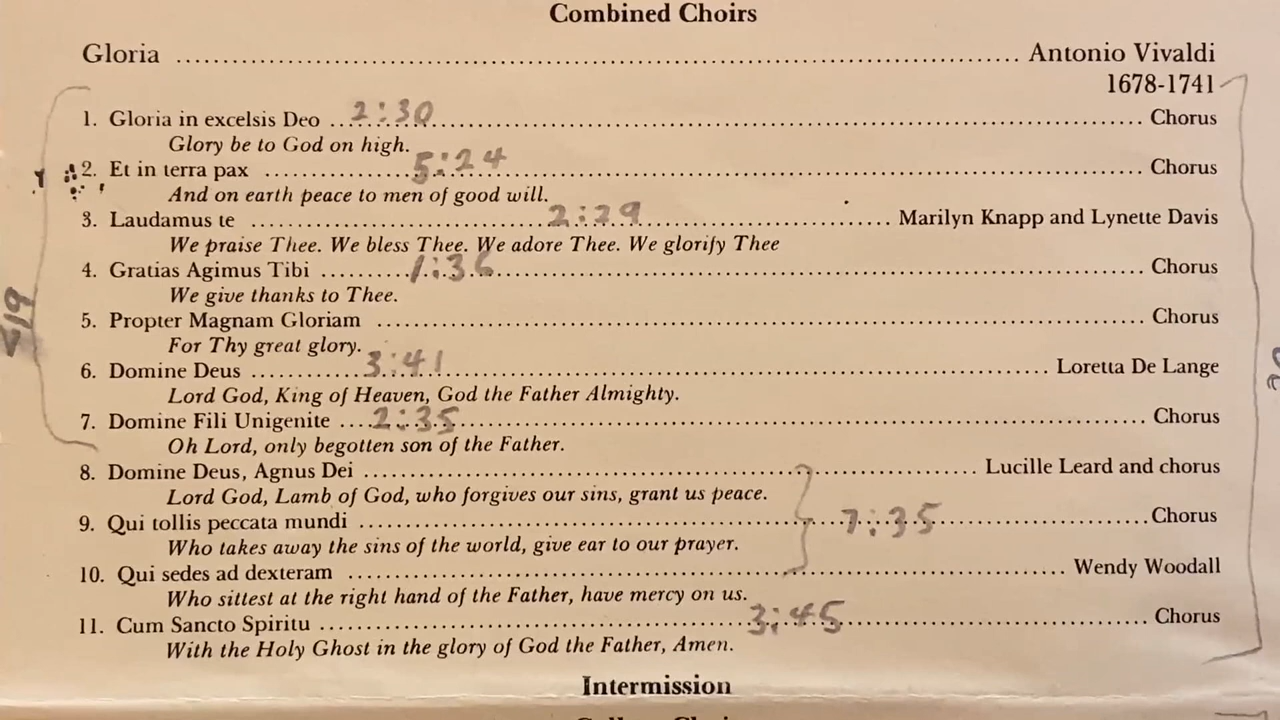 Combined Choirs
Gloria ........ Antonio Vivaldi
1678-1741
1. Gloria in excelsis Deo ... 2:30 ........ Chorus
Glory be to God on high.
2. Et in terra pax ........ 5:24 ........ Chorus
And on earth peace to men of good will.
3. Laudamus te ........ 2:29 ........ Marilyn Knapp and Lynette Davis
We praise Thee. We bless Thee. We adore Thee. We glorify Thee
4. Gratias Agimus Tibi ........ 1:36 ........ Chorus
We give thanks to Thee.
5. Propter Magnam Gloriam ........ Chorus
For Thy great glory.
6. Domine Deus ........ 3:41 ........ Loretta De Lange
Lord God, King of Heaven, God the Father Almighty.
7. Domine Fili Unigenite .... 2:35 ........ Chorus
Oh Lord, only begotten son of the Father.
8. Domine Deus, Agnus Dei ........ Lucille Leard and chorus
Lord God, Lamb of God, who forgives our sins, grant us peace.
9. Qui tollis peccata mundi ........ 7:35 ........ Chorus
Who takes away the sins of the world, give ear to our prayer.
10. Qui sedes ad dexteram ........ Wendy Woodall
Who sittest at the right hand of the Father, have mercy on us.
11. Cum Sancto Spiritu ........ 3:45 ........ Chorus
With the Holy Ghost in the glory of God the Father, Amen.
Intermission